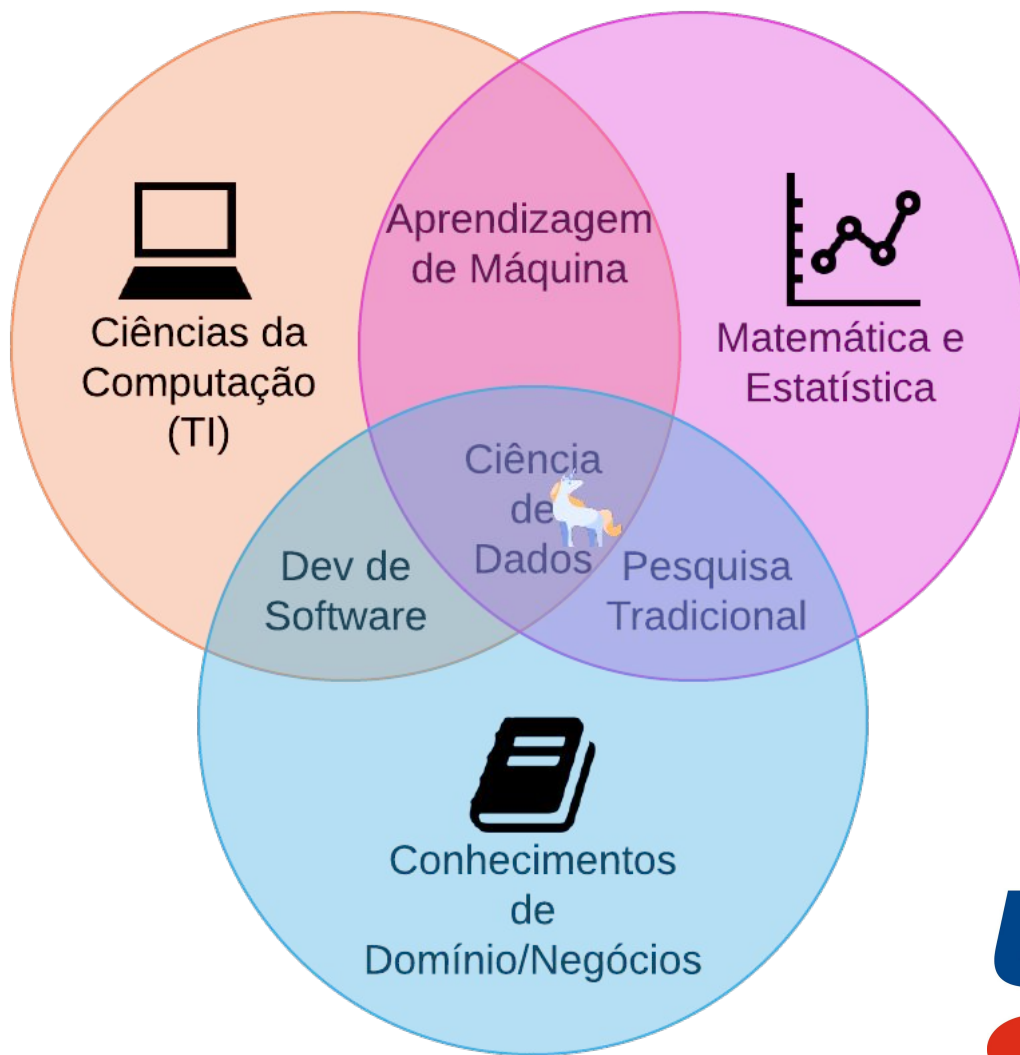 Aprendizagem
de Máquina
Ciências da
Computação
(TI)
Matemática e
Estatística
Ciência
de
Dados
Dev de
Software
Pesquisa
Tradicional
Conhecimentos
de
Domínio/Negócios